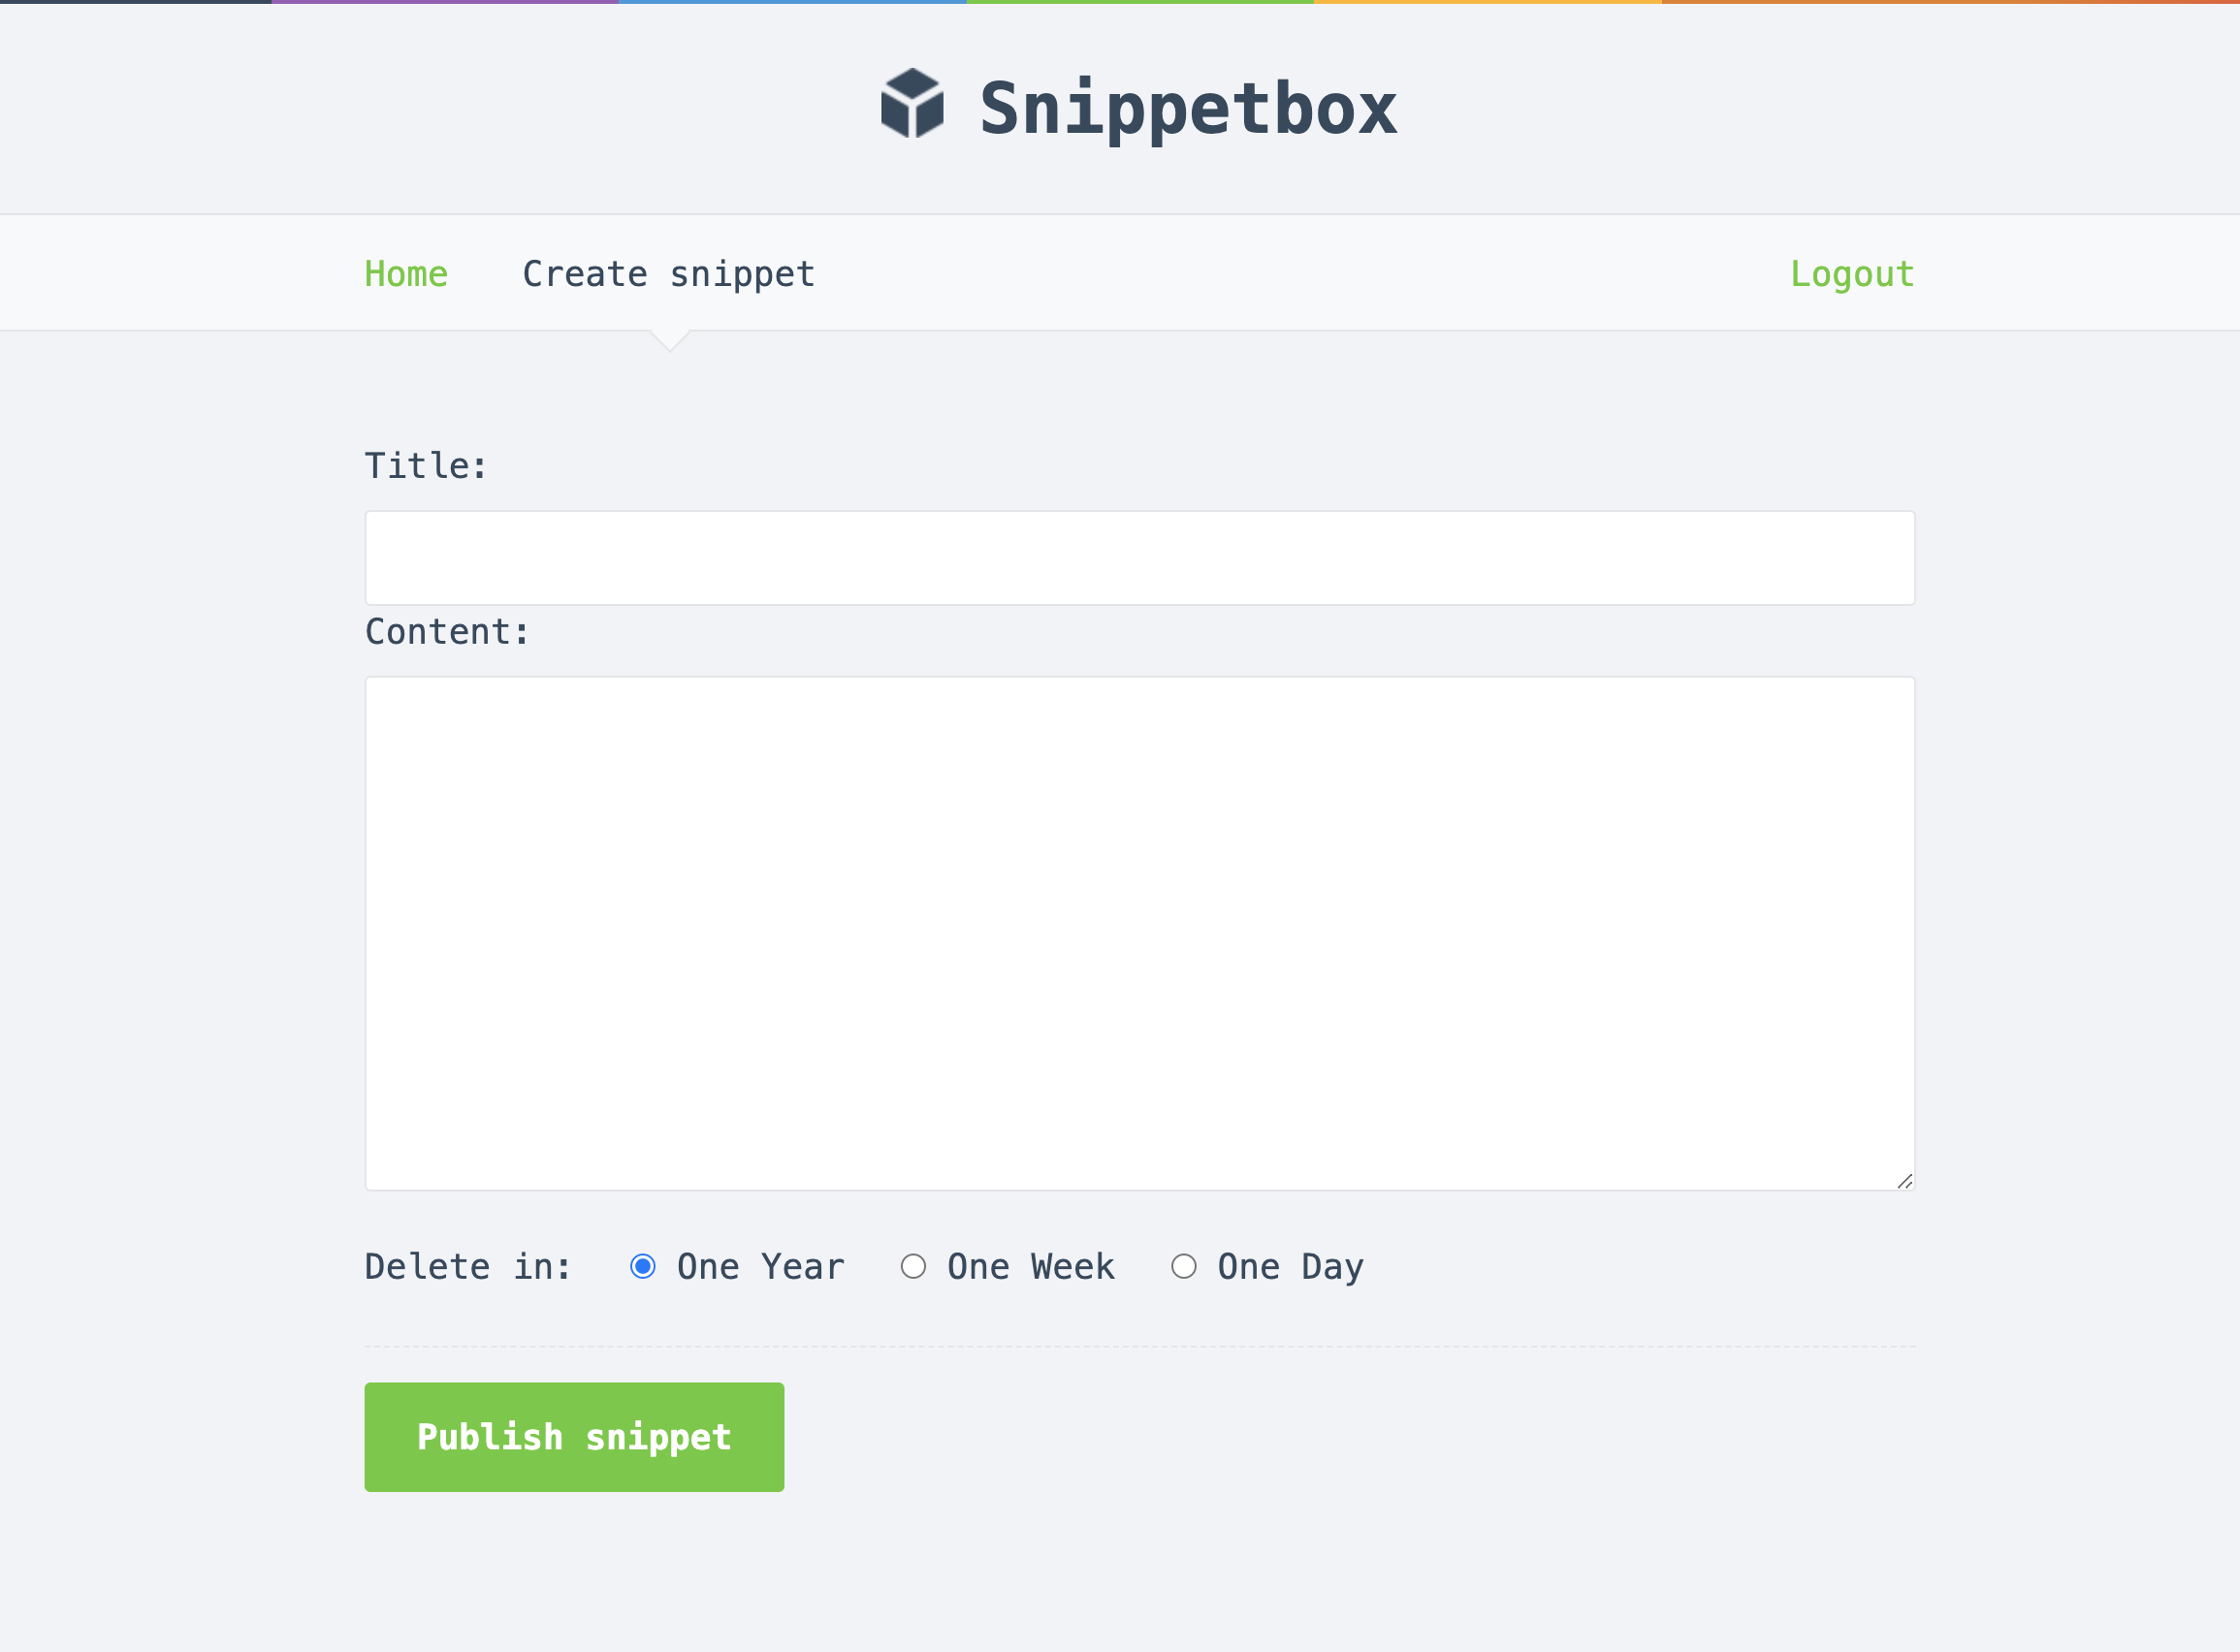 Snippetbox
Home Create snippet Logout
Title:
Content:
Delete in: One Year One Week One Day
Publish snippet